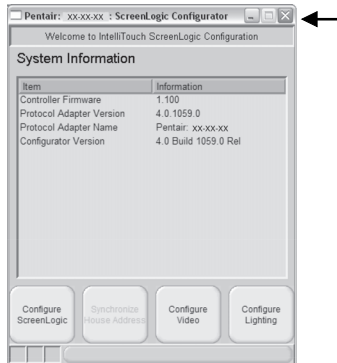 Pentair: xx-xx-xx : ScreenLogic Configurator
Welcome to IntelliTouch ScreenLogic Configuration
System Information
Item Information
Controller Firmware 1.100
Protocol Adapter Version 4.0.1059.0
Protocol Adapter Name Pentair: xx-xx-xx
Configurator Version 4.0 Build 1059.0 Rel
Configure ScreenLogic
Synchronize House Address
Configure Video
Configure Lighting